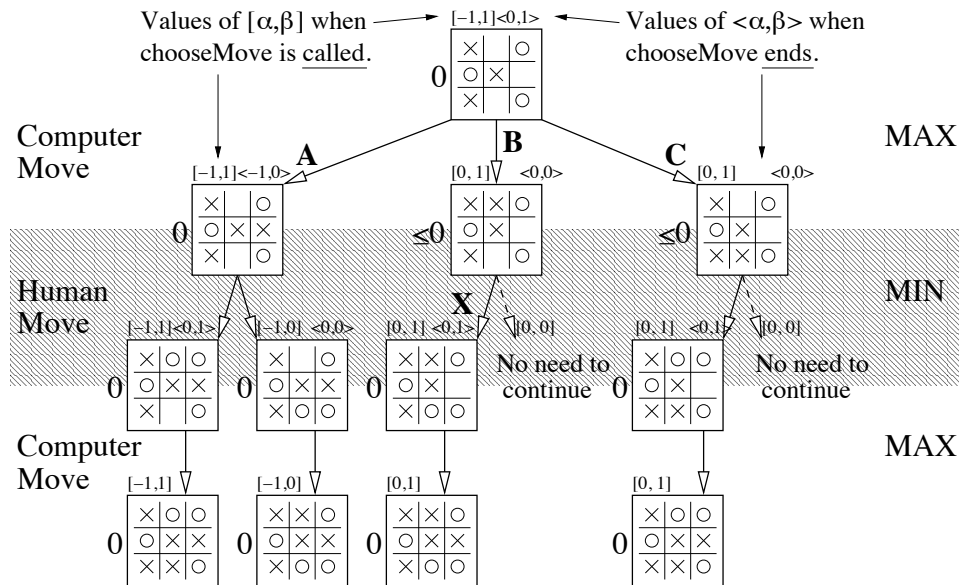 Values of [α,β] when
chooseMove is called.
[-1,1]<0,1>
Values of <α,β> when
chooseMove ends.
× ○
0 ○ ×
× ○
Computer
Move
MAX
A
B
C
[-1,1]<-1,0>
[0, 1] <0,0>
[0, 1] <0,0>
× ○
0 ○ × ×
× ○
× × ○
≤0 ○ ×
○
× ○
≤0 ○ ×
× × ○
Human
Move
MIN
X
[-1,1]<0,1>
[-1,0] <0,0>
[0, 1] <0,1>
[0, 0]
[0, 1] <0,1>
[0, 0]
No need to
continue
No need to
continue
× ○ ○
0 ○ × ×
× ○
× ○
0 ○ × ×
× ○ ○
× × ○
0 ○ ×
× ○ ○
× ○ ○
0 ○ ×
× × ○
Computer
Move
MAX
[-1,1]
[-1,0]
[0,1]
[0, 1]
× ○ ○
0 ○ × ×
× × ○
× × ○
0 ○ × ×
× ○ ○
× × ○
0 ○ × ×
× ○ ○
× ○ ○
0 ○ × ×
× × ○